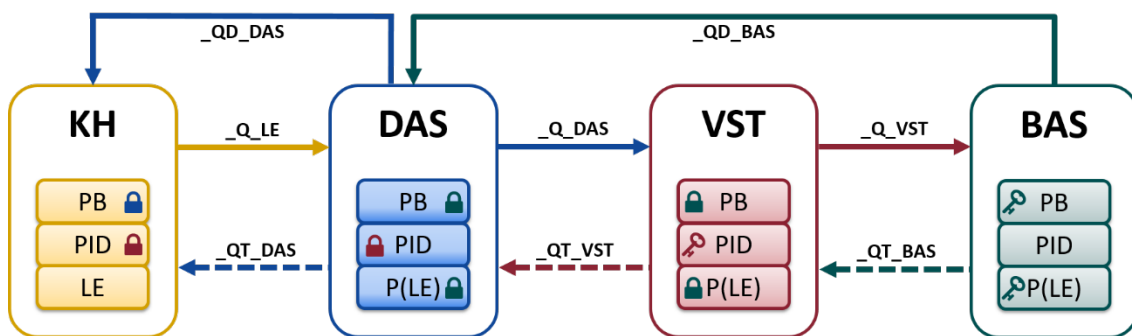 _QD_DAS
_QD_BAS
KH
DAS
VST
BAS
_Q_LE
_Q_DAS
_Q_VST
PB
PB
PB
PB
PID
PID
PID
PID
_QT_DAS
_QT_VST
_QT_BAS
LE
P(LE)
P(LE)
P(LE)